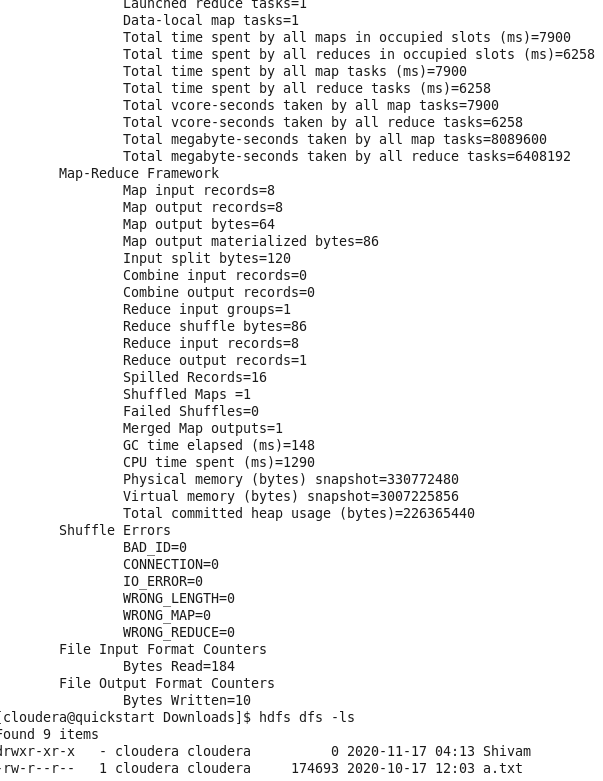 Launched reduce tasks=1
Data-local map tasks=1
Total time spent by all maps in occupied slots (ms)=7900
Total time spent by all reduces in occupied slots (ms)=6258
Total time spent by all map tasks (ms)=7900
Total time spent by all reduce tasks (ms)=6258
Total vcore-seconds taken by all map tasks=7900
Total vcore-seconds taken by all reduce tasks=6258
Total megabyte-seconds taken by all map tasks=8089600
Total megabyte-seconds taken by all reduce tasks=6408192
Map-Reduce Framework
Map input records=8
Map output records=8
Map output bytes=64
Map output materialized bytes=86
Input split bytes=120
Combine input records=0
Combine output records=0
Reduce input groups=1
Reduce shuffle bytes=86
Reduce input records=8
Reduce output records=1
Spilled Records=16
Shuffled Maps =1
Failed Shuffles=0
Merged Map outputs=1
GC time elapsed (ms)=148
CPU time spent (ms)=1290
Physical memory (bytes) snapshot=330772480
Virtual memory (bytes) snapshot=3007225856
Total committed heap usage (bytes)=226365440
Shuffle Errors
BAD_ID=0
CONNECTION=0
IO_ERROR=0
WRONG_LENGTH=0
WRONG_MAP=0
WRONG_REDUCE=0
File Input Format Counters
Bytes Read=184
File Output Format Counters
Bytes Written=10
[cloudera@quickstart Downloads]$ hdfs dfs -ls
Found 9 items
drwxr-xr-x   - cloudera cloudera          0 2020-11-17 04:13 Shivam
-rw-r--r--   1 cloudera cloudera     174693 2020-10-17 12:03 a.txt